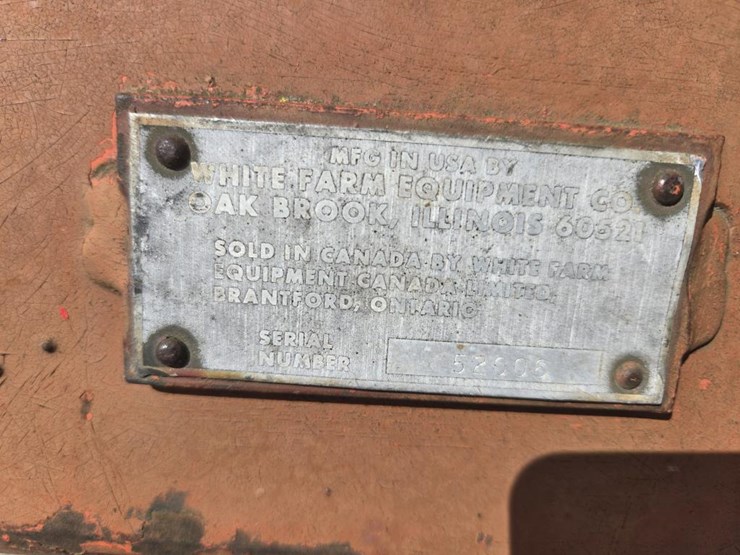 MFG IN USA BY
WHITE FARM EQUIPMENT CO.
OAK BROOK, ILLINOIS 60521
SOLD IN CANADA BY WHITE FARM
EQUIPMENT CANADA LIMITED,
BRANTFORD, ONTARIO
SERIAL
NUMBER